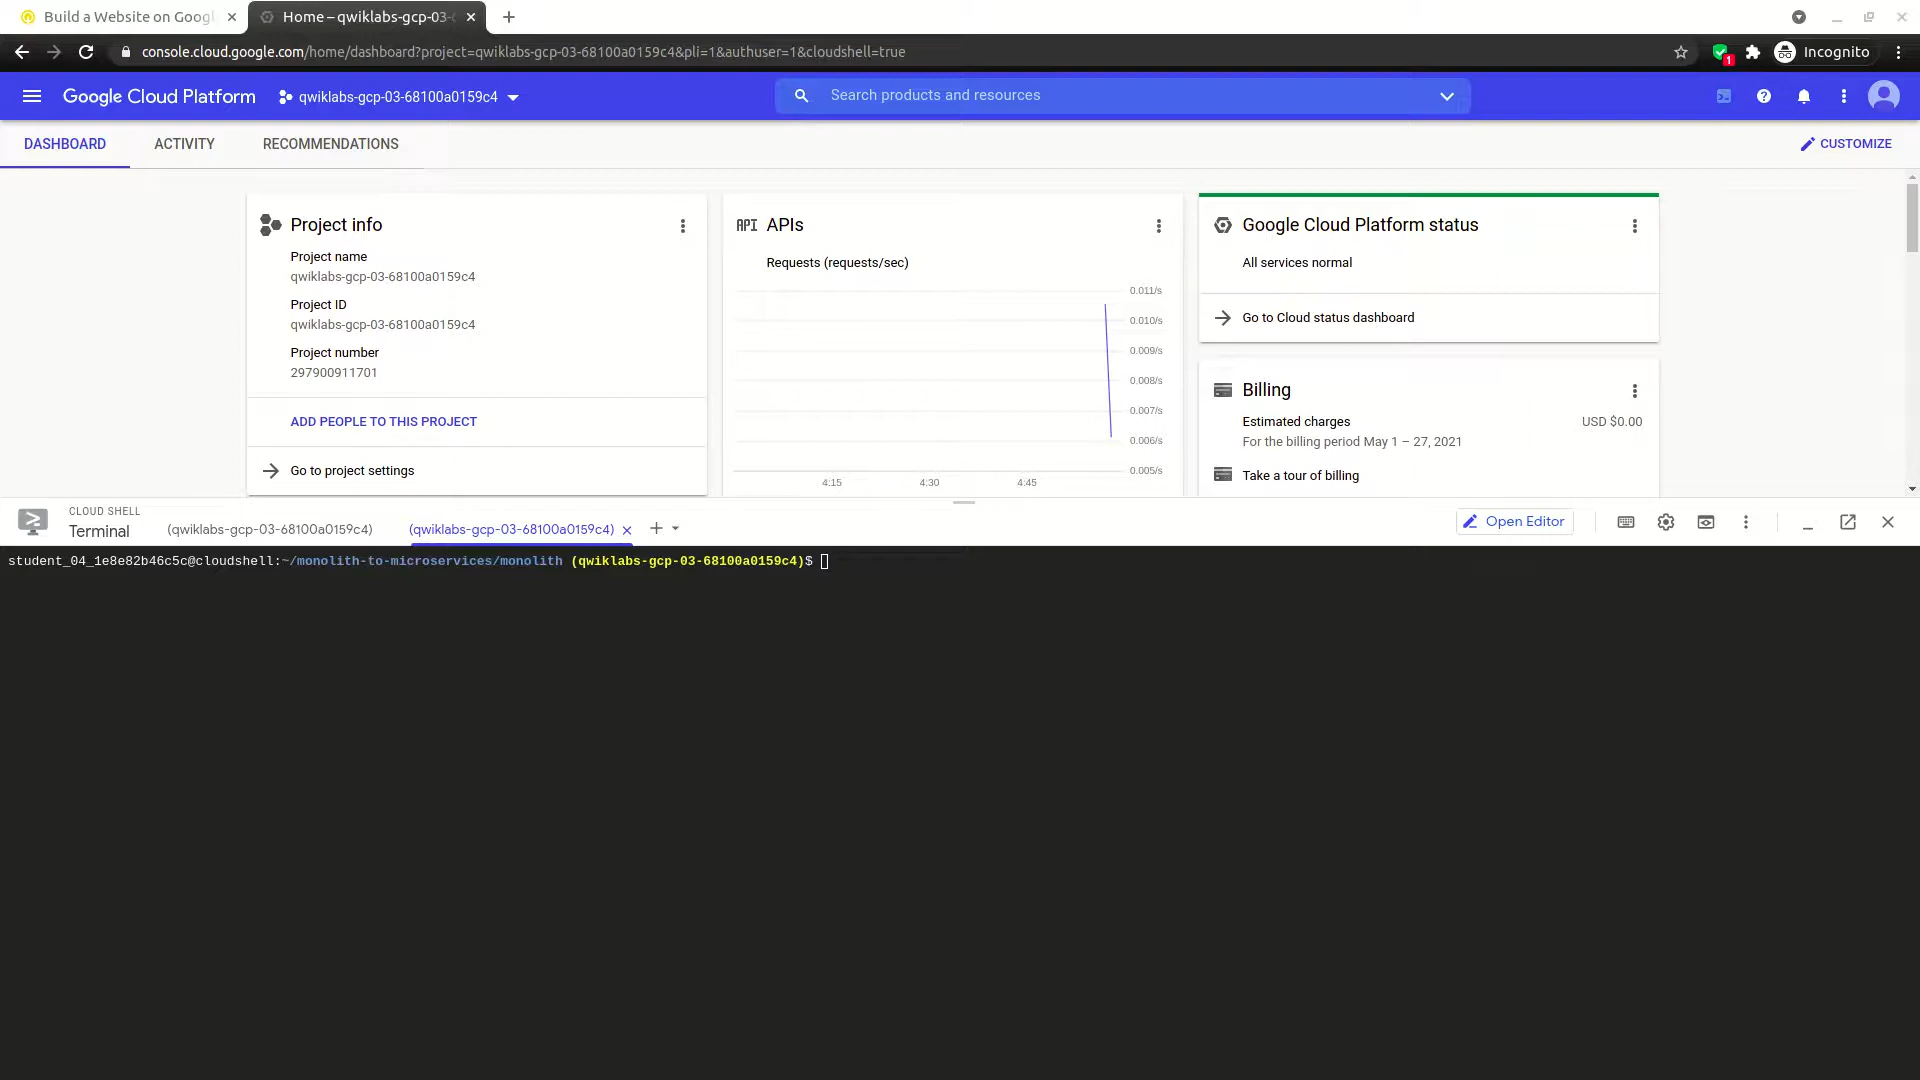 Build a Website on Googl
Home – qwiklabs-gcp-03-
console.cloud.google.com/home/dashboard?project=qwiklabs-gcp-03-68100a0159c4&pli=1&authuser=1&cloudshell=true
1
Incognito
Google Cloud Platform
qwiklabs-gcp-03-68100a0159c4
Search products and resources
DASHBOARD
ACTIVITY
RECOMMENDATIONS
CUSTOMIZE
Project info
Project name
qwiklabs-gcp-03-68100a0159c4
Project ID
qwiklabs-gcp-03-68100a0159c4
Project number
297900911701
ADD PEOPLE TO THIS PROJECT
Go to project settings
API APIs
Requests (requests/sec)
0.011/s
0.010/s
0.009/s
0.008/s
0.007/s
0.006/s
0.005/s
4:15 4:30 4:45
Google Cloud Platform status
All services normal
Go to Cloud status dashboard
Billing
Estimated charges USD $0.00
For the billing period May 1 – 27, 2021
Take a tour of billing
CLOUD SHELL
Terminal
(qwiklabs-gcp-03-68100a0159c4)
(qwiklabs-gcp-03-68100a0159c4)
Open Editor
student_04_1e8e82b46c5c@cloudshell:~/monolith-to-microservices/monolith (qwiklabs-gcp-03-68100a0159c4)$